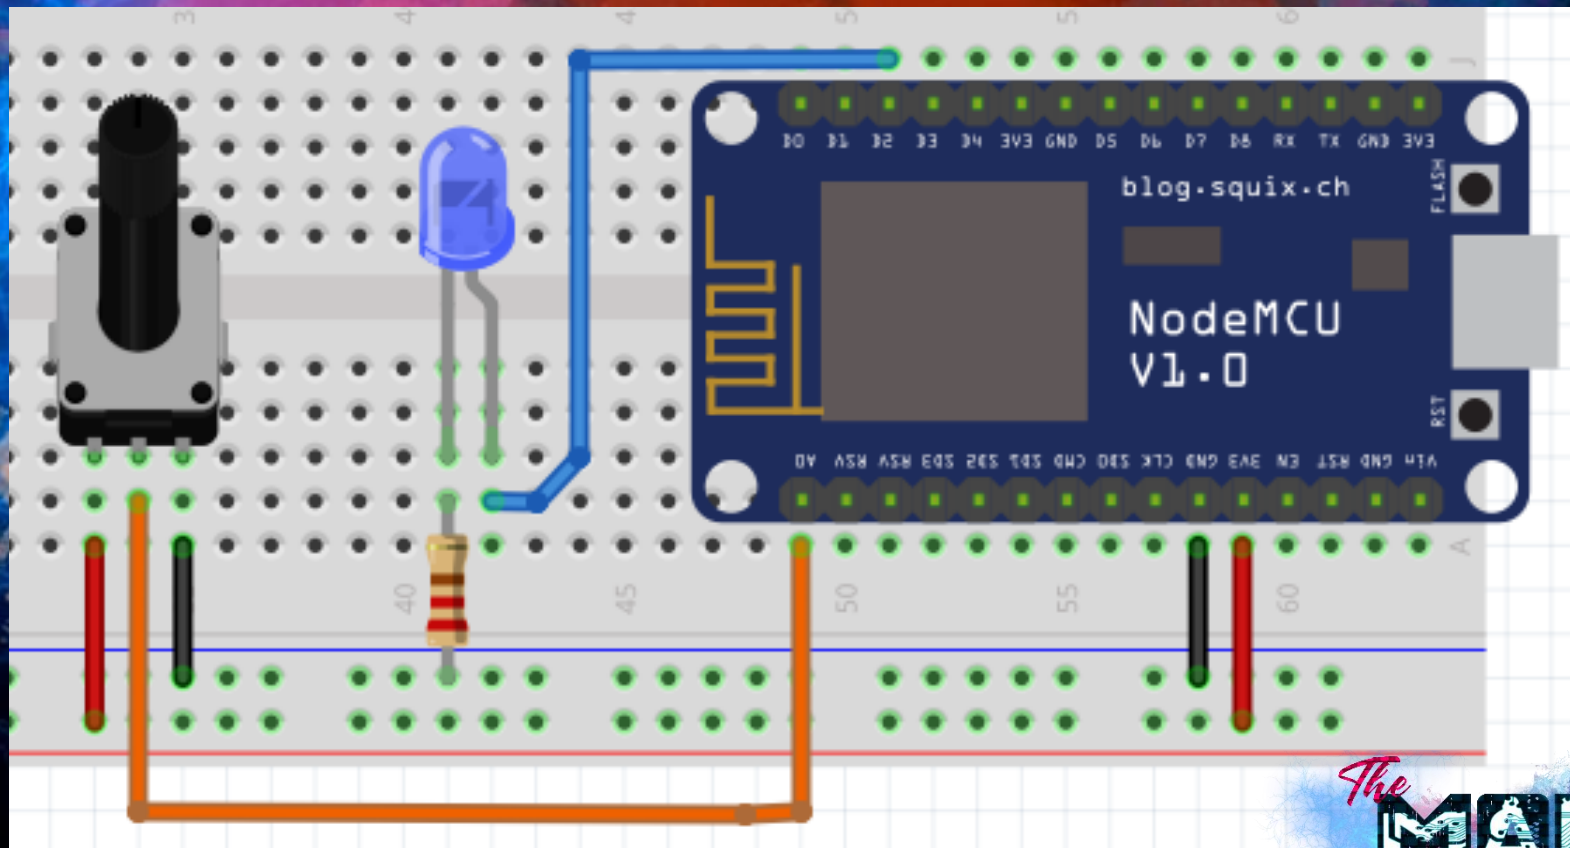 J
D0 D1 D2 D3 D4 3V3 GND D5 D6 D7 D8 RX TX GND 3V3
blog.squix.ch
FLASH
NodeMCU
V1.0
RST
A0 RSV RSV SD3 SD2 SD1 CMD SD0 CLK GND 3V3 EN RST GND Vin
A
40 45 50 55 60
The